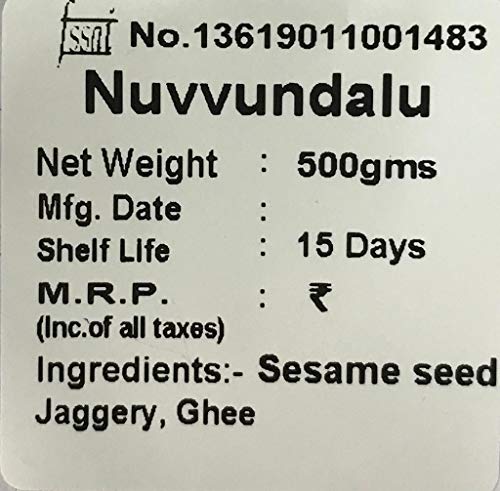 fssai No.13619011001483
Nuvvundalu
Net Weight : 500gms
Mfg. Date :
Shelf Life : 15 Days
M.R.P. : ₹
(Inc.of all taxes)
Ingredients:- Sesame seed
Jaggery, Ghee